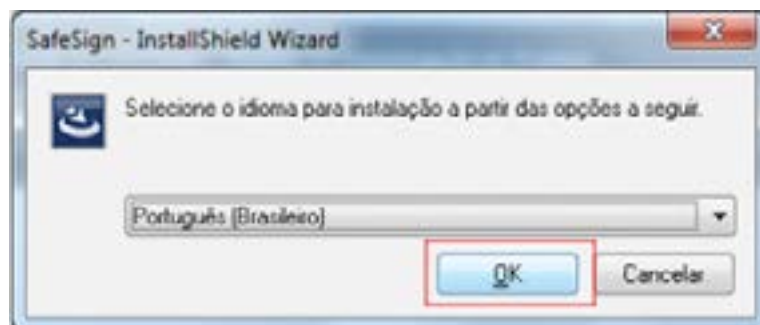 SafeSign - InstallShield Wizard
Selecione o idioma para instalação a partir das opções a seguir.
Português (Brasileiro)
OK
Cancelar